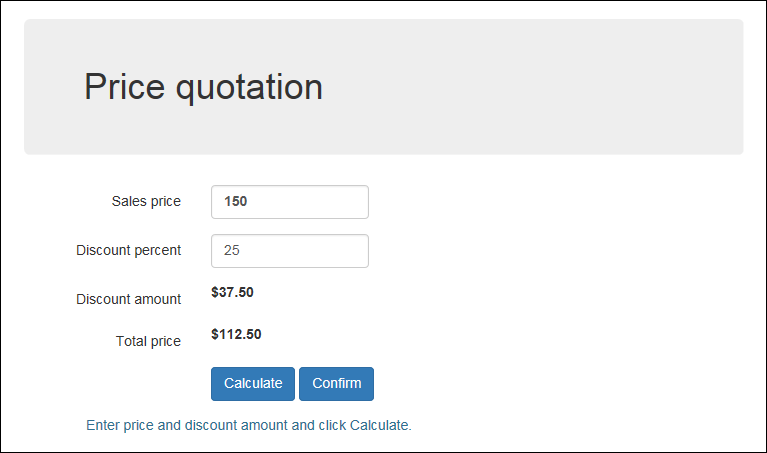 Price quotation
Sales price 150
Discount percent 25
Discount amount $37.50
Total price $112.50
Calculate Confirm
Enter price and discount amount and click Calculate.